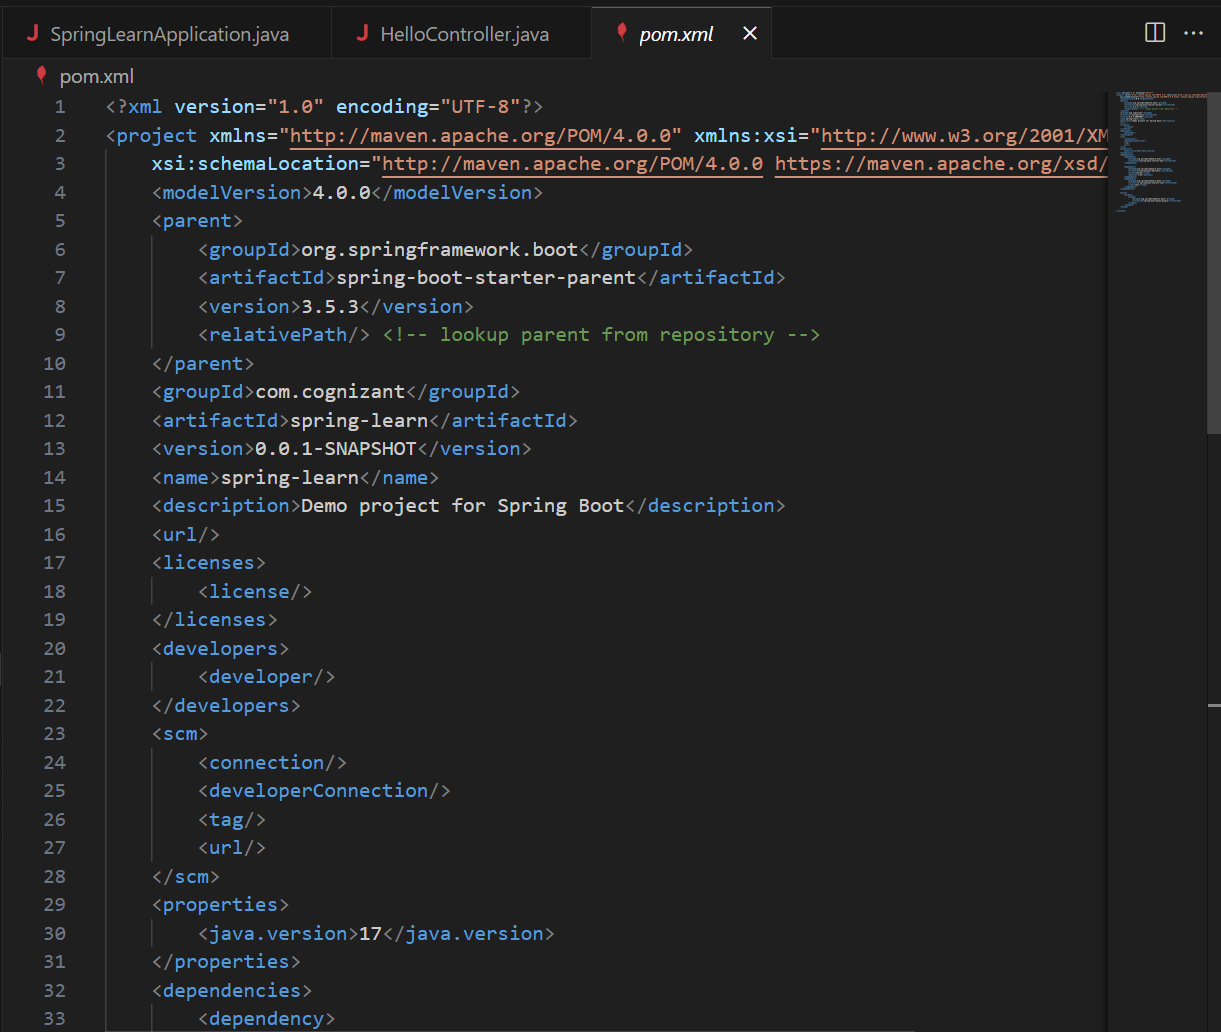 SpringLearnApplication.java HelloController.java pom.xml
pom.xml
1 <?xml version="1.0" encoding="UTF-8"?>
2 <project xmlns="http://maven.apache.org/POM/4.0.0" xmlns:xsi="http://www.w3.org/2001/XM
3     xsi:schemaLocation="http://maven.apache.org/POM/4.0.0 https://maven.apache.org/xsd/
4     <modelVersion>4.0.0</modelVersion>
5     <parent>
6         <groupId>org.springframework.boot</groupId>
7         <artifactId>spring-boot-starter-parent</artifactId>
8         <version>3.5.3</version>
9         <relativePath/> <!-- lookup parent from repository -->
10     </parent>
11     <groupId>com.cognizant</groupId>
12     <artifactId>spring-learn</artifactId>
13     <version>0.0.1-SNAPSHOT</version>
14     <name>spring-learn</name>
15     <description>Demo project for Spring Boot</description>
16     <url/>
17     <licenses>
18         <license/>
19     </licenses>
20     <developers>
21         <developer/>
22     </developers>
23     <scm>
24         <connection/>
25         <developerConnection/>
26         <tag/>
27         <url/>
28     </scm>
29     <properties>
30         <java.version>17</java.version>
31     </properties>
32     <dependencies>
33         <dependency>